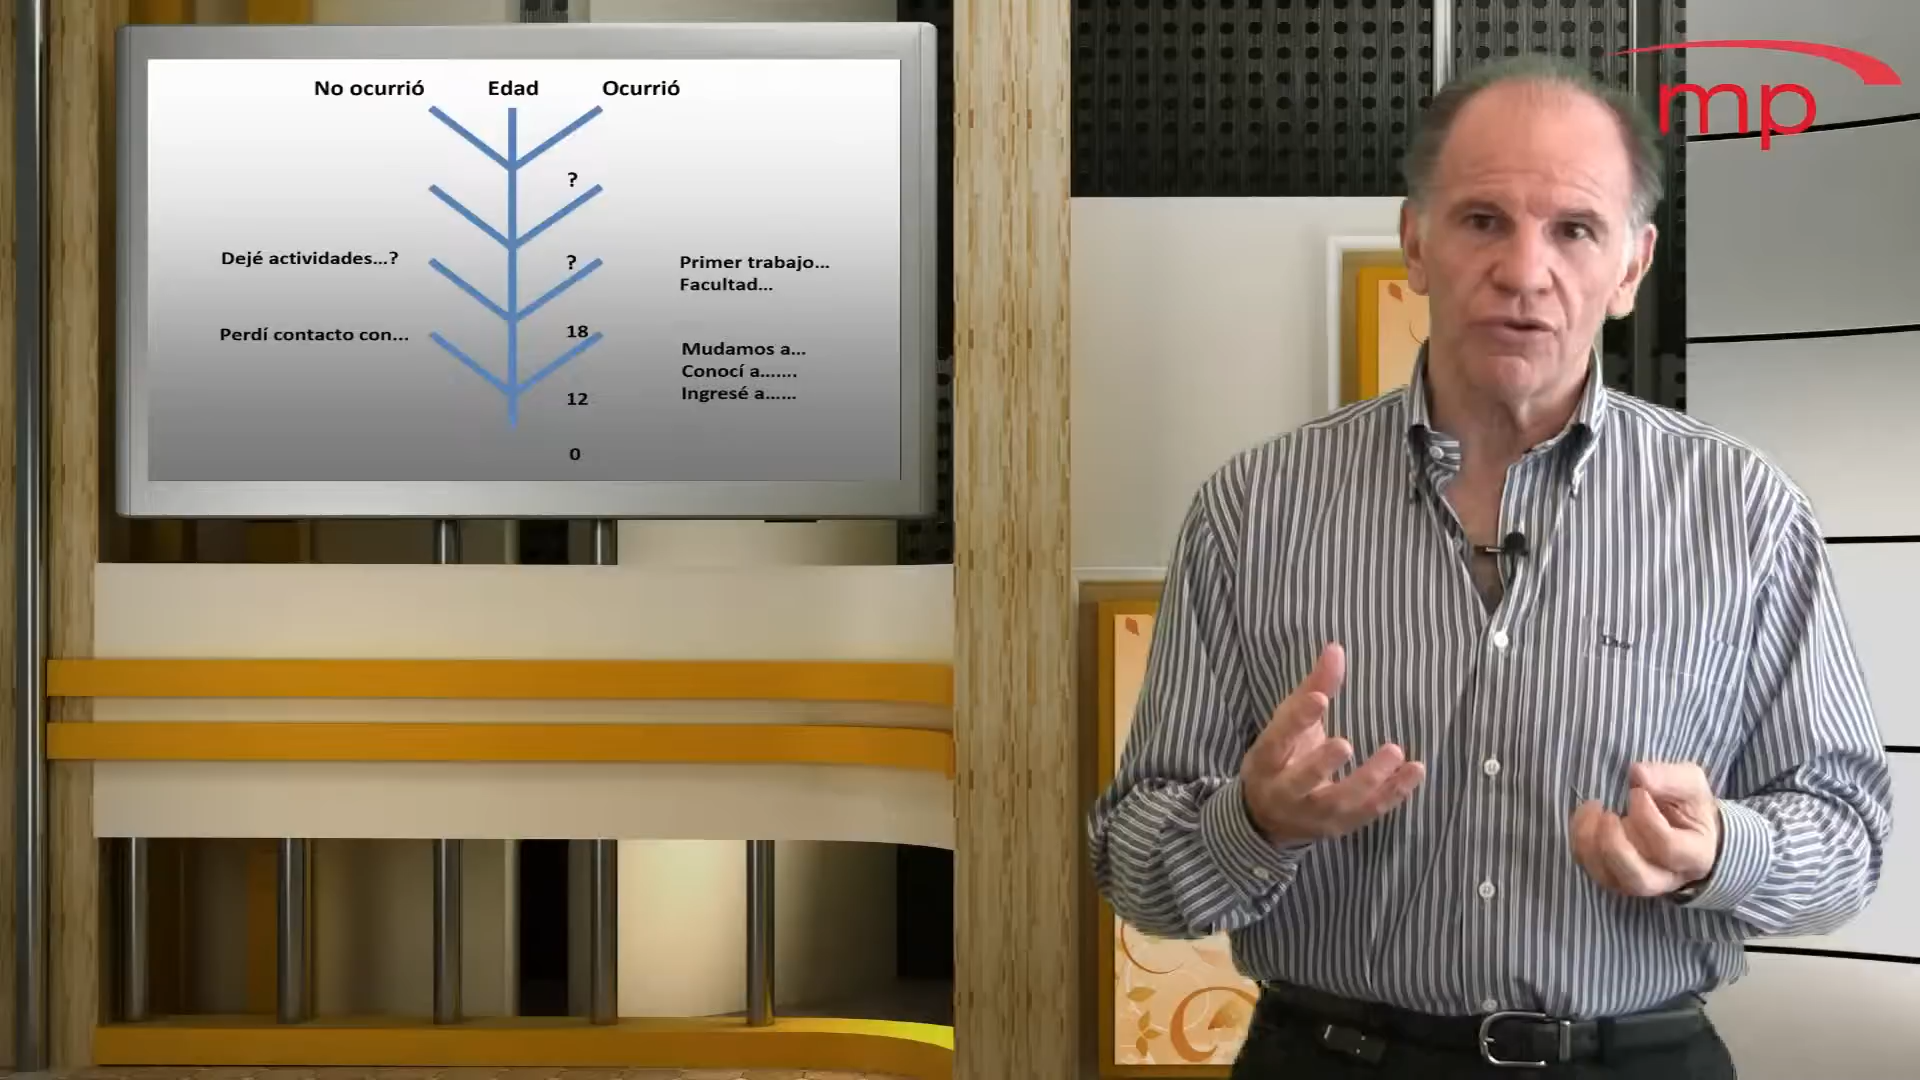 No ocurrió Edad Ocurrió
?
Dejé actividades...? ? Primer trabajo...
Facultad...
Perdí contacto con... 18
Mudamos a...
Conocí a.......
12 Ingresé a......
0
mp
Dior